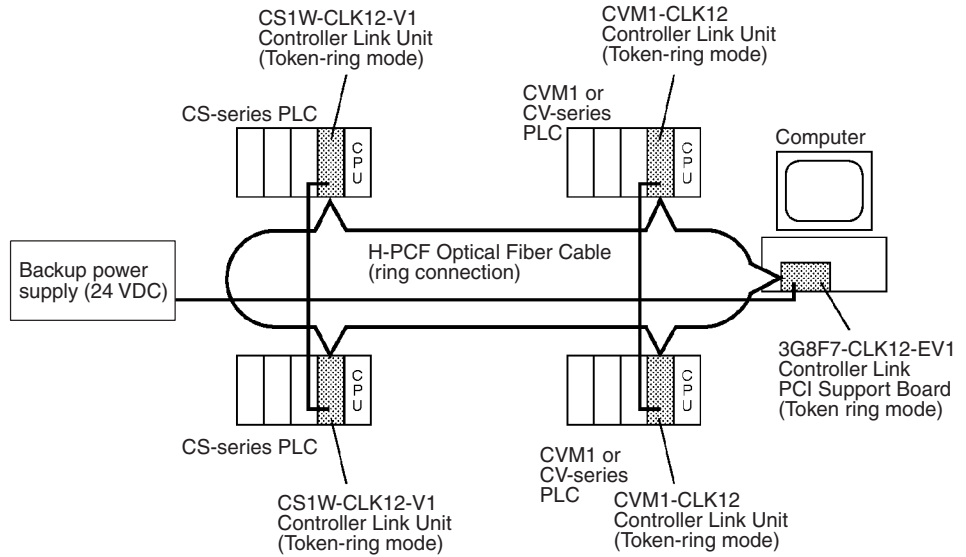 CS1W-CLK12-V1
Controller Link Unit
(Token-ring mode)
CVM1-CLK12
Controller Link Unit
(Token-ring mode)
CS-series PLC
CPU
CVM1 or
CV-series
PLC
CPU
Computer
Backup power
supply (24 VDC)
H-PCF Optical Fiber Cable
(ring connection)
3G8F7-CLK12-EV1
Controller Link
PCI Support Board
(Token ring mode)
CPU
CS-series PLC
CPU
CVM1 or
CV-series
PLC
CS1W-CLK12-V1
Controller Link Unit
(Token-ring mode)
CVM1-CLK12
Controller Link Unit
(Token-ring mode)